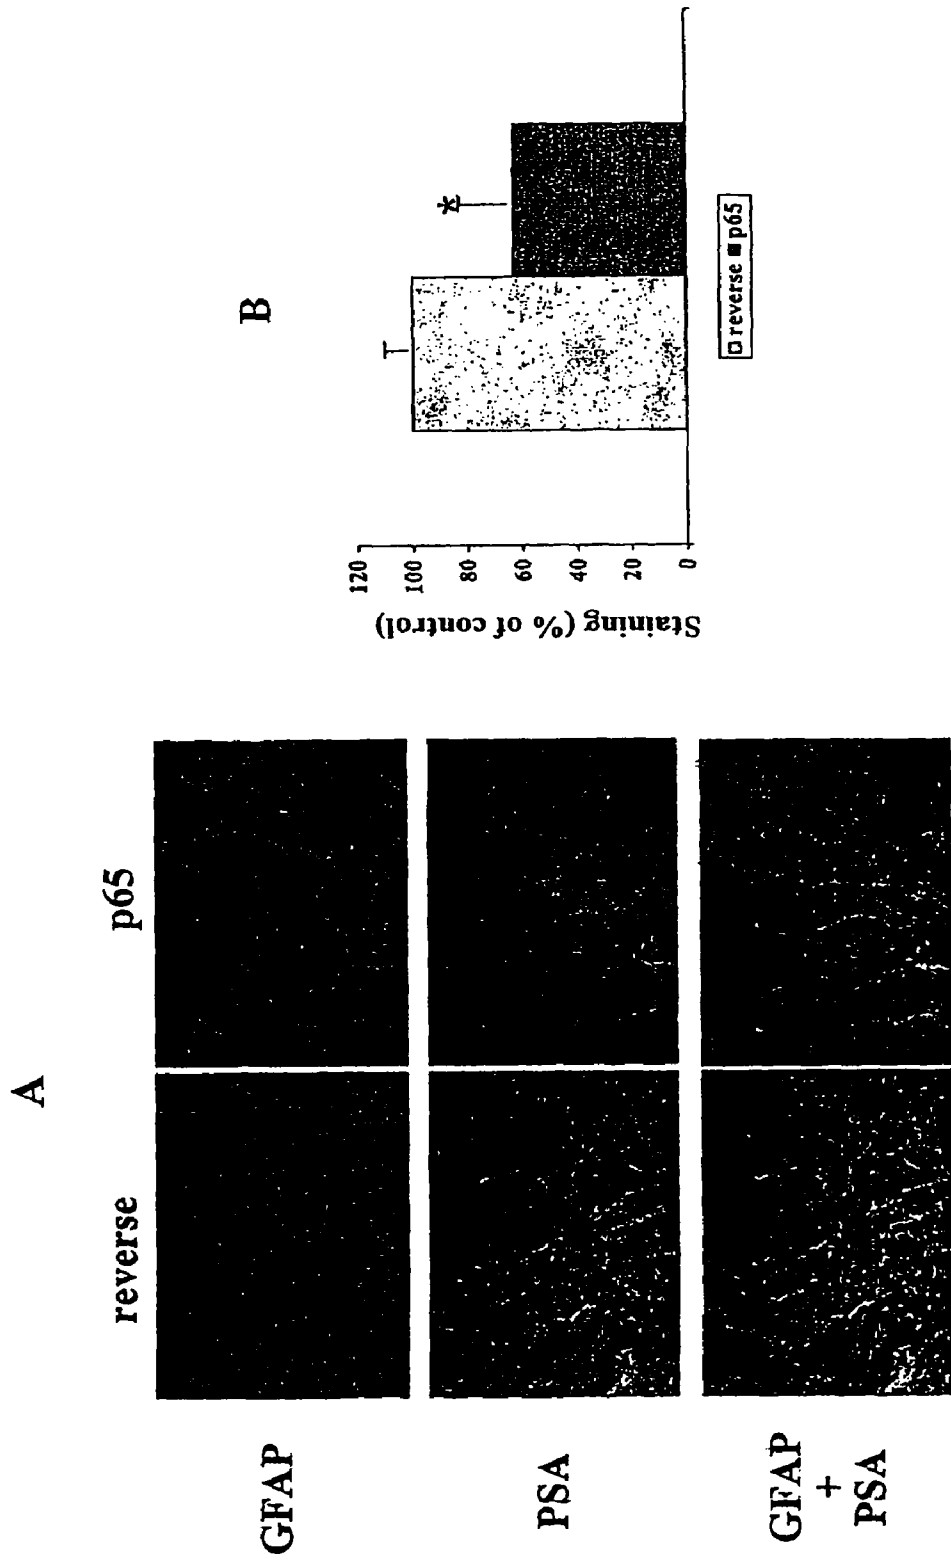 A
reverse p65
GFAP
PSA
GFAP
+
PSA
B
Staining (% of control)
120
100
80
60
40
20
0
*
reverse p65